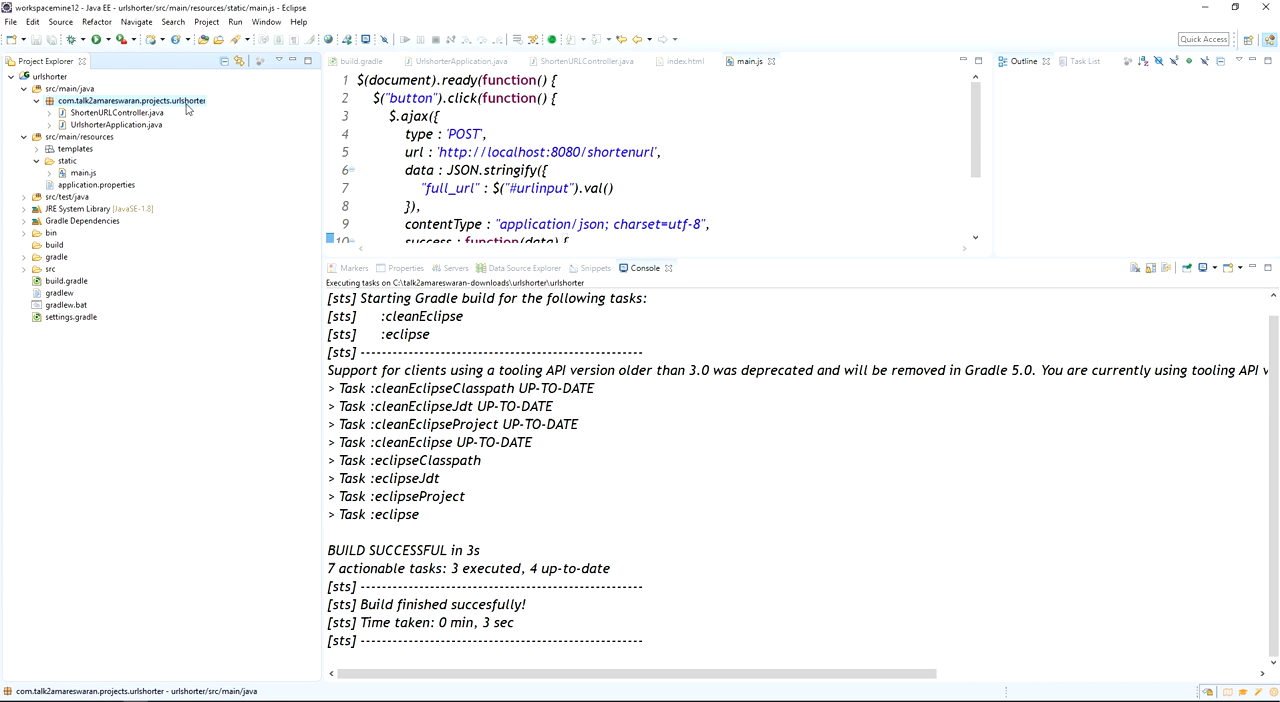 workspacemine12 - Java EE - urlshorter/src/main/resources/static/main.js - Eclipse
File Edit Source Refactor Navigate Search Project Run Window Help
Quick Access
Project Explorer
urlshorter
src/main/java
com.talk2amareswaran.projects.urlshorter
ShortenURLController.java
UrlshorterApplication.java
src/main/resources
templates
static
main.js
application.properties
src/test/java
JRE System Library [JavaSE-1.8]
Gradle Dependencies
bin
build
gradle
src
build.gradle
gradlew
gradlew.bat
settings.gradle
build.gradle UrlshorterApplication.java ShortenURLController.java index.html main.js
1 $(document).ready(function() {
2 $("button").click(function() {
3 $.ajax({
4 type : 'POST',
5 url : 'http://localhost:8080/shortenurl',
6 data : JSON.stringify({
7 "full_url" : $("#urlinput").val()
8 }),
9 contentType : "application/json; charset=utf-8",
10 success : function(data) {
Outline Task List
Markers Properties Servers Data Source Explorer Snippets Console
Executing tasks on C:\talk2amareswaran-downloads\urlshorter\urlshorter
[sts] Starting Gradle build for the following tasks:
[sts] :cleanEclipse
[sts] :eclipse
[sts] -----------------------------------------------------
Support for clients using a tooling API version older than 3.0 was deprecated and will be removed in Gradle 5.0. You are currently using tooling API v
> Task :cleanEclipseClasspath UP-TO-DATE
> Task :cleanEclipseJdt UP-TO-DATE
> Task :cleanEclipseProject UP-TO-DATE
> Task :cleanEclipse UP-TO-DATE
> Task :eclipseClasspath
> Task :eclipseJdt
> Task :eclipseProject
> Task :eclipse
BUILD SUCCESSFUL in 3s
7 actionable tasks: 3 executed, 4 up-to-date
[sts] -----------------------------------------------------
[sts] Build finished succesfully!
[sts] Time taken: 0 min, 3 sec
[sts] -----------------------------------------------------
com.talk2amareswaran.projects.urlshorter - urlshorter/src/main/java